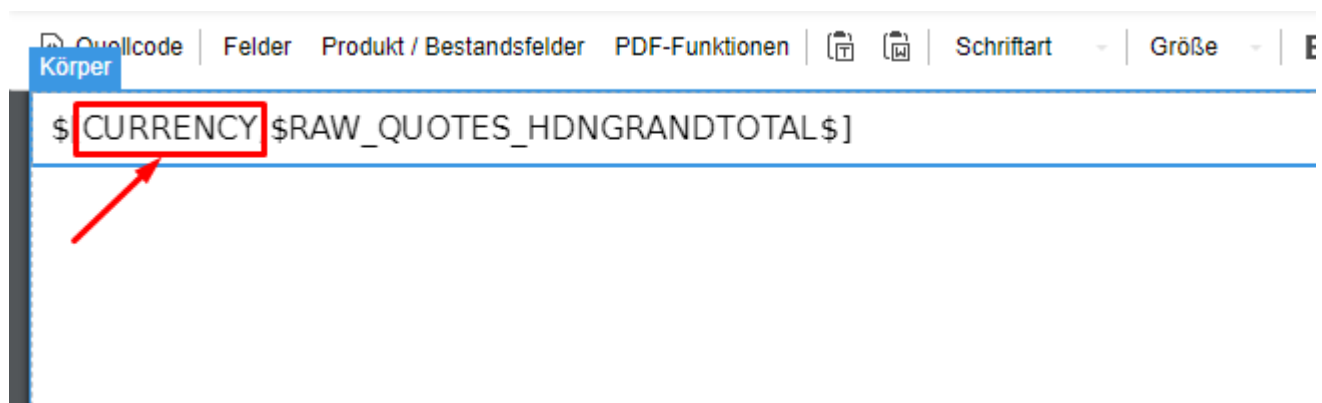 Quellcode Felder Produkt / Bestandsfelder PDF-Funktionen Schriftart Größe
Körper
$[CURRENCY,$RAW_QUOTES_HDNGRANDTOTAL$]